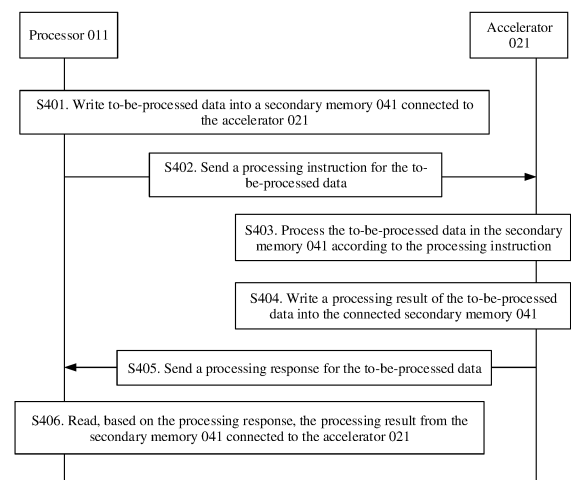 Processor 011
Accelerator
021
S401. Write to-be-processed data into a secondary memory 041 connected to
the accelerator 021
S402. Send a processing instruction for the to-
be-processed data
S403. Process the to-be-processed data in the secondary
memory 041 according to the processing instruction
S404. Write a processing result of the to-be-processed
data into the connected secondary memory 041
S405. Send a processing response for the to-be-processed data
S406. Read, based on the processing response, the processing result from the
secondary memory 041 connected to the accelerator 021